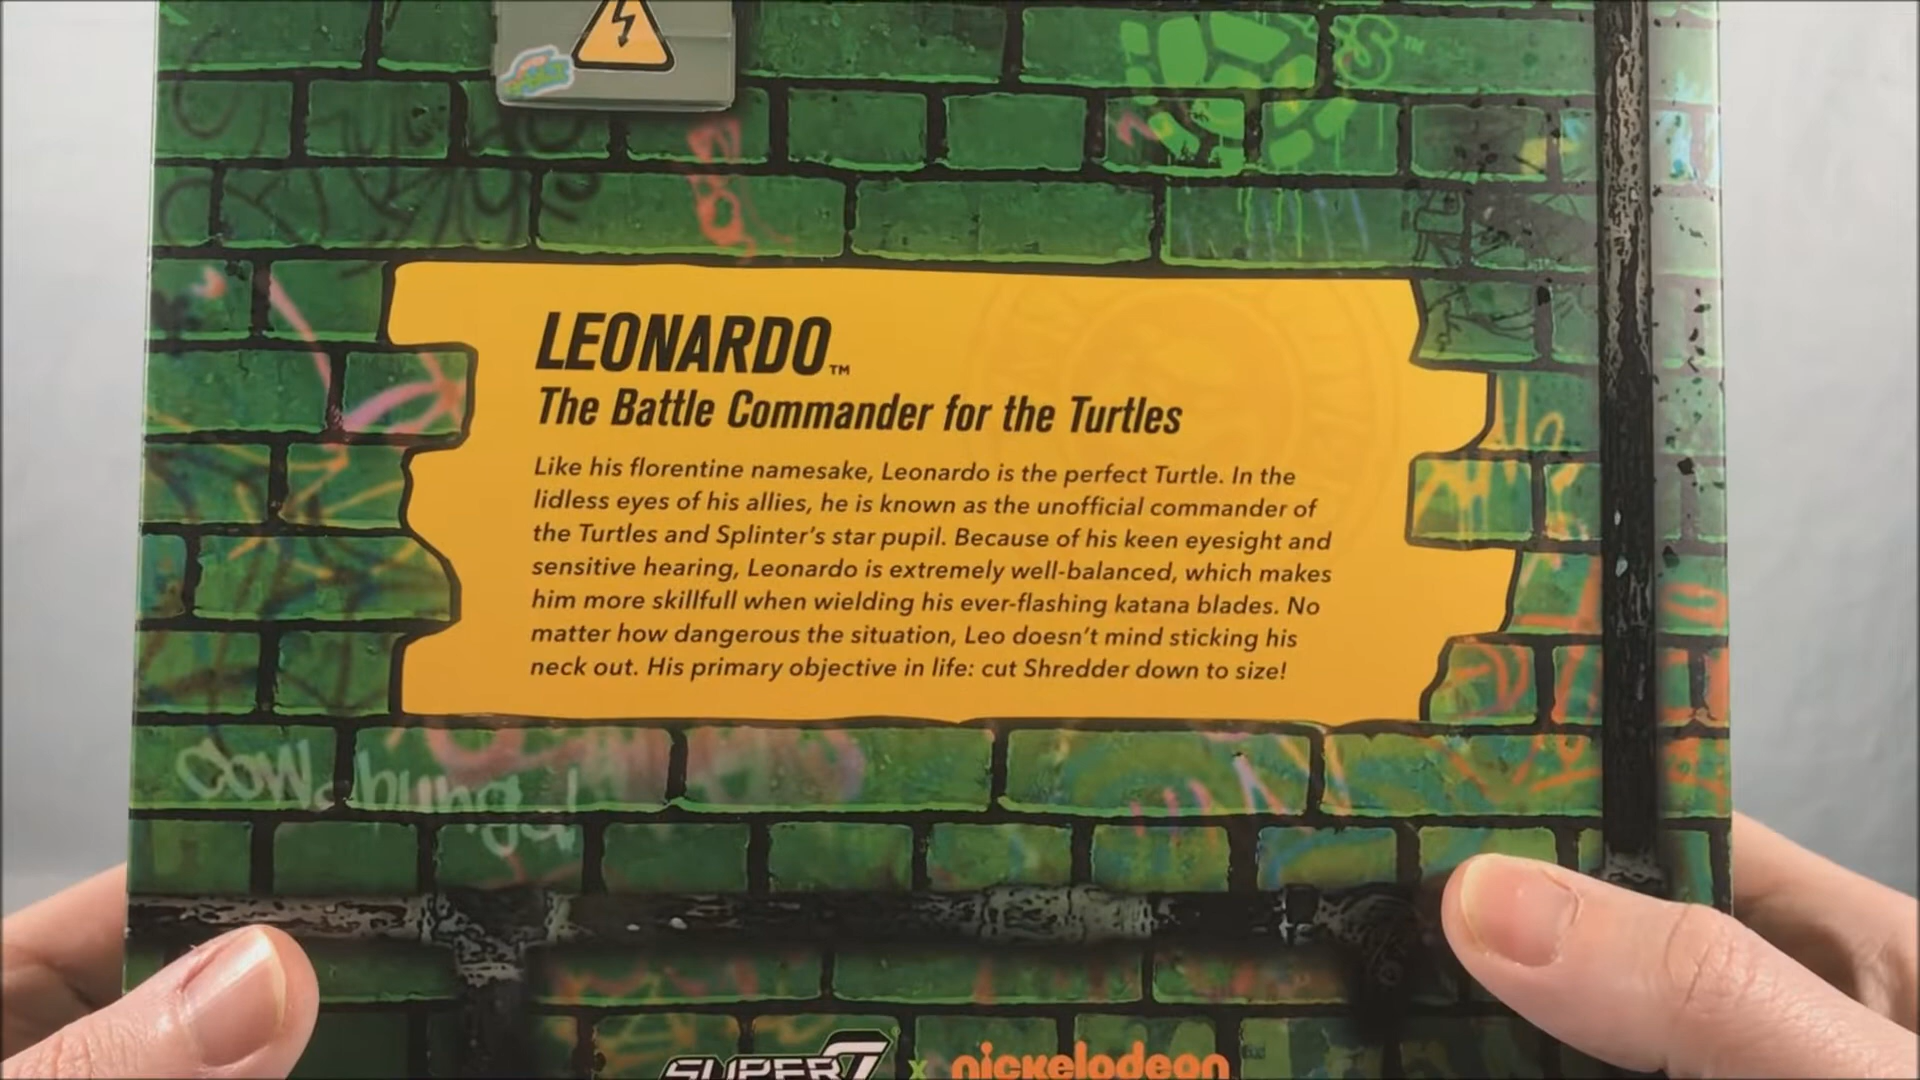 LEONARDO™
The Battle Commander for the Turtles
Like his florentine namesake, Leonardo is the perfect Turtle. In the
lidless eyes of his allies, he is known as the unofficial commander of
the Turtles and Splinter's star pupil. Because of his keen eyesight and
sensitive hearing, Leonardo is extremely well-balanced, which makes
him more skillfull when wielding his ever-flashing katana blades. No
matter how dangerous the situation, Leo doesn't mind sticking his
neck out. His primary objective in life: cut Shredder down to size!
Cowabunga!
SUPER7® x nickelodeon